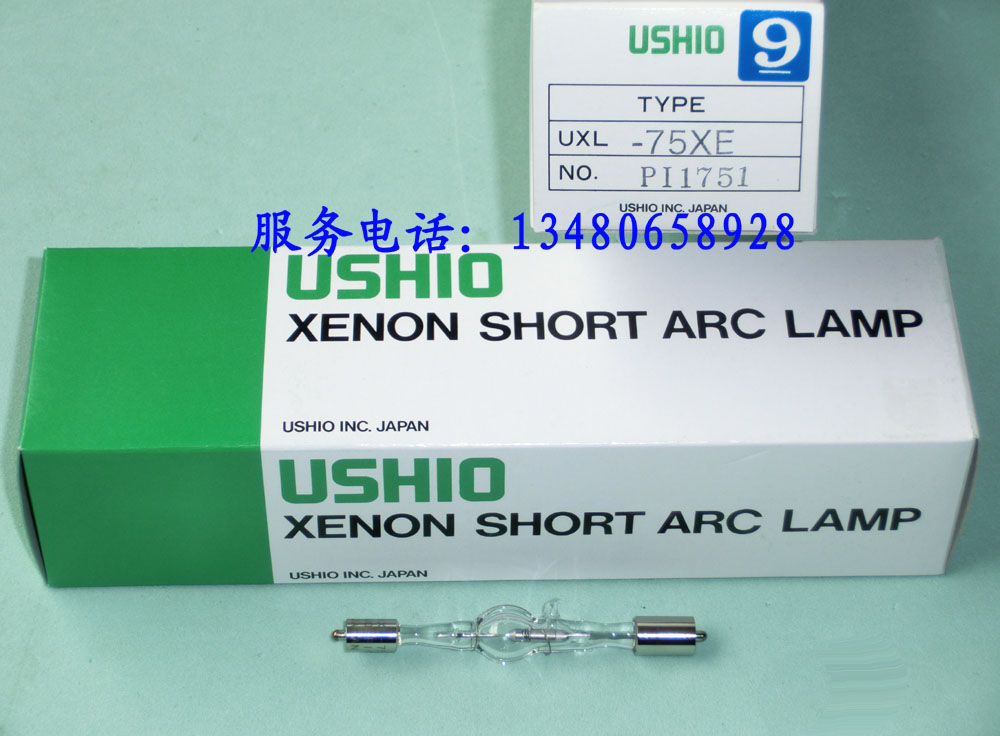 USHIO 9
TYPE
UXL -75XE
NO. PI1751
USHIO INC. JAPAN
服务电话：13480658928
USHIO
XENON SHORT ARC LAMP
USHIO INC. JAPAN
USHIO
XENON SHORT ARC LAMP
USHIO INC. JAPAN